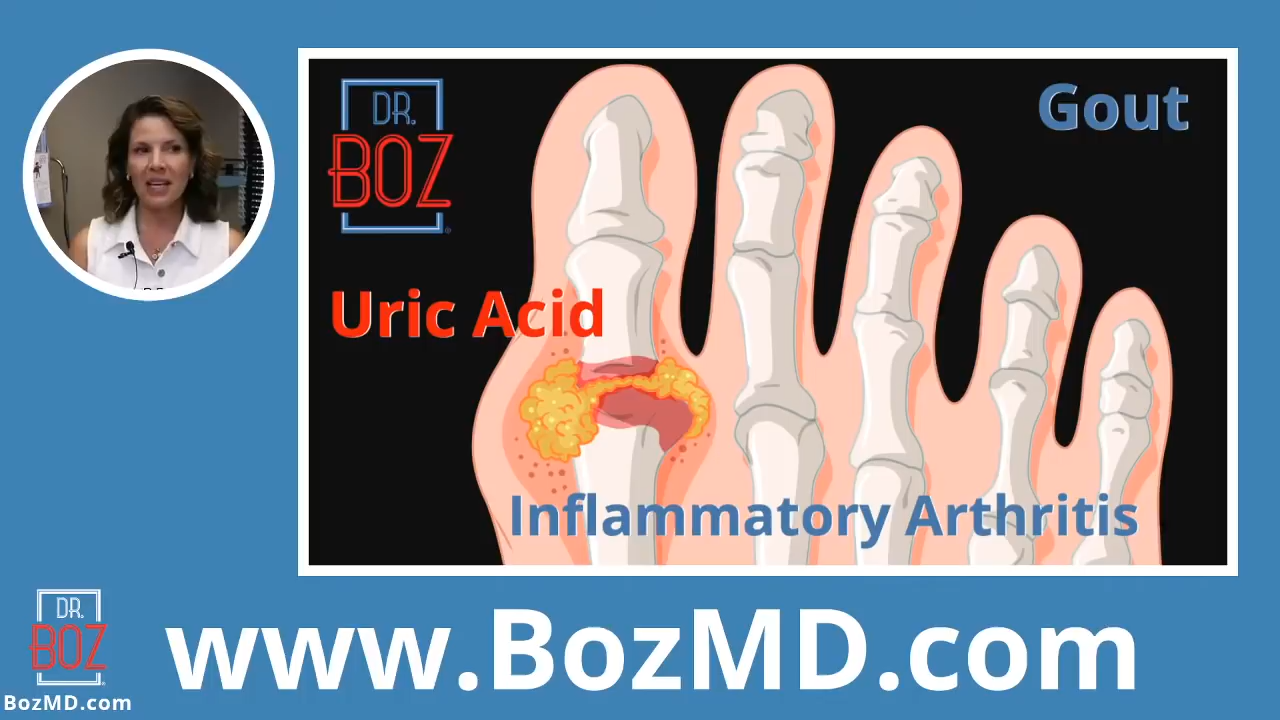 DR.
BOZ
Gout
Uric Acid
Inflammatory Arthritis
DR.
BOZ
www.BozMD.com
BozMD.com